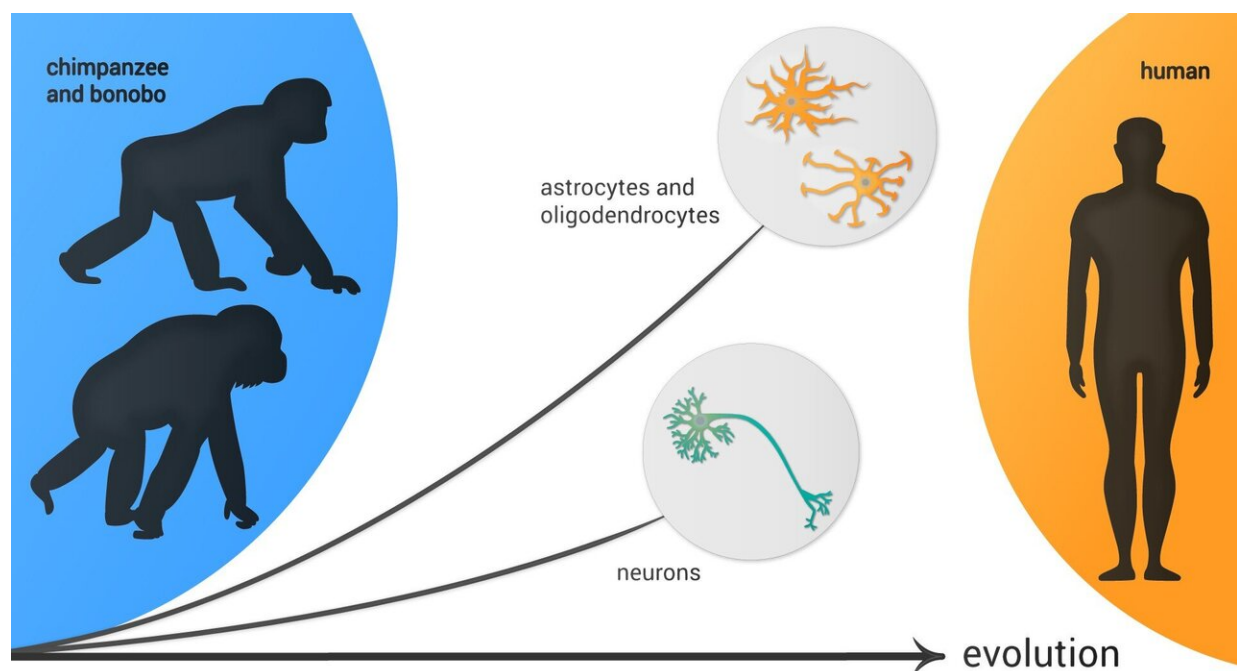 chimpanzee
and bonobo
human
astrocytes and
oligodendrocytes
neurons
evolution